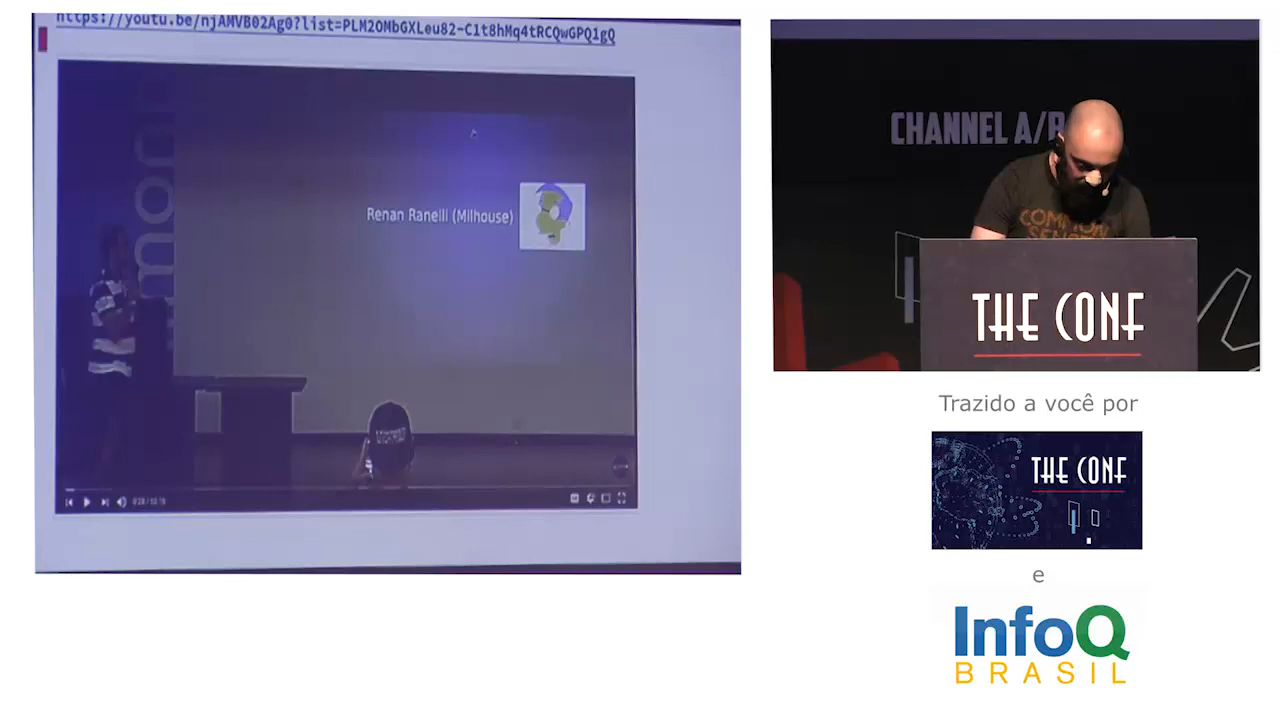 https://youtu.be/njAMVB02Ag0?list=PLM2OMbGXLeu82-C1t8hMq4tRCQwGPQ1gQ
Renan Ranelli (Milhouse)
CHANNEL A/B
COMMON
THE CONF
Trazido a você por
THE CONF
e
InfoQ
BRASIL